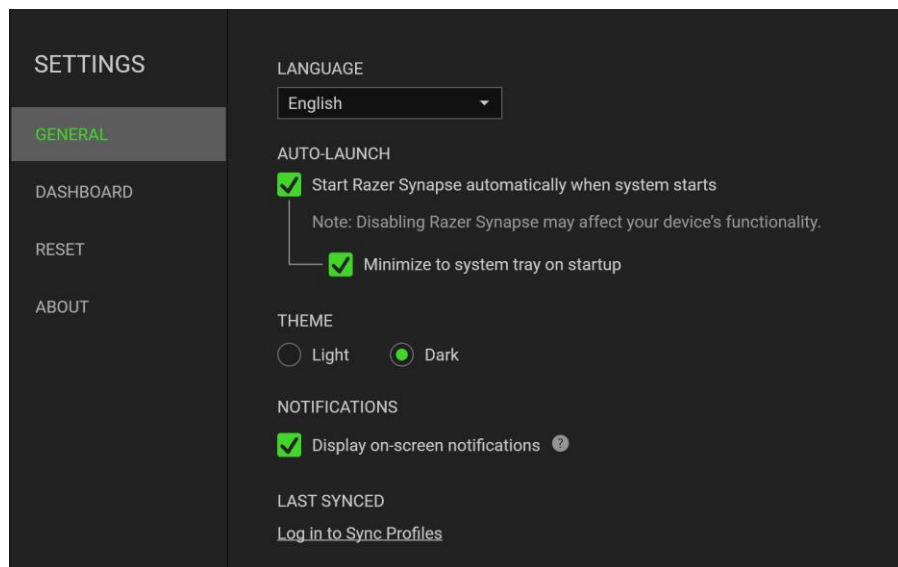 SETTINGS
GENERAL
DASHBOARD
RESET
ABOUT
LANGUAGE
English
AUTO-LAUNCH
Start Razer Synapse automatically when system starts
Note: Disabling Razer Synapse may affect your device's functionality.
Minimize to system tray on startup
THEME
Light Dark
NOTIFICATIONS
Display on-screen notifications ?
LAST SYNCED
Log in to Sync Profiles